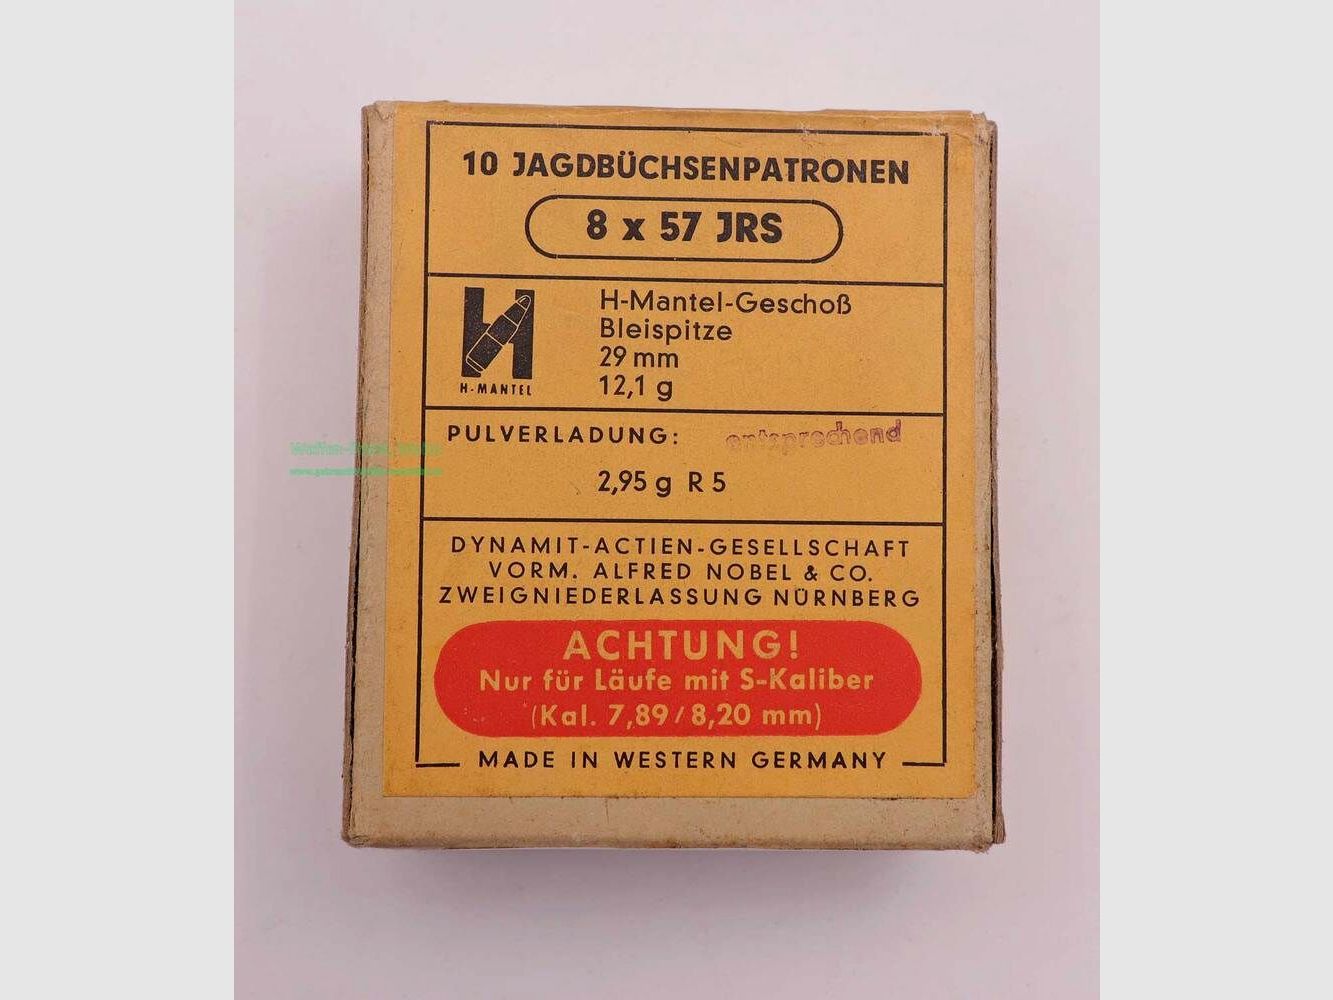 10 JAGDBÜCHSENPATRONEN
8 x 57 JRS
H-Mantel-Geschoß
Bleispitze
29 mm
12,1 g
H-MANTEL
PULVERLADUNG: entsprechend
2,95 g R 5
DYNAMIT-ACTIEN-GESELLSCHAFT
VORM. ALFRED NOBEL & CO.
ZWEIGNIEDERLASSUNG NÜRNBERG
ACHTUNG!
Nur für Läufe mit S-Kaliber
(Kal. 7,89/8,20 mm)
MADE IN WESTERN GERMANY